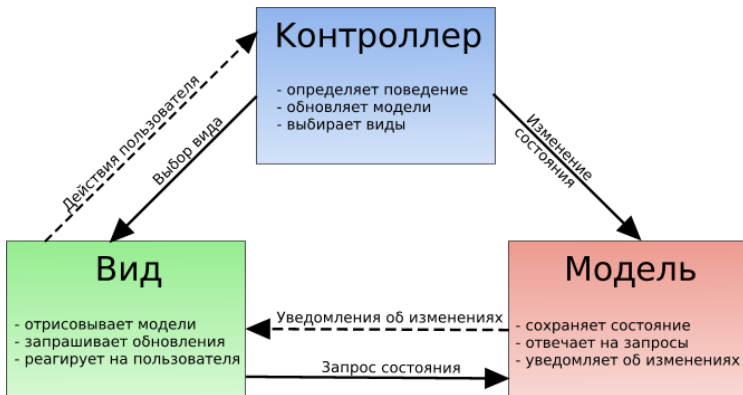 Контроллер
- определяет поведение
- обновляет модели
- выбирает виды
Действия пользователя
Выбор вида
Изменение
состояния
Вид
- отрисовывает модели
- запрашивает обновления
- реагирует на пользователя
Уведомления об изменениях
Запрос состояния
Модель
- сохраняет состояние
- отвечает на запросы
- уведомляет об изменениях